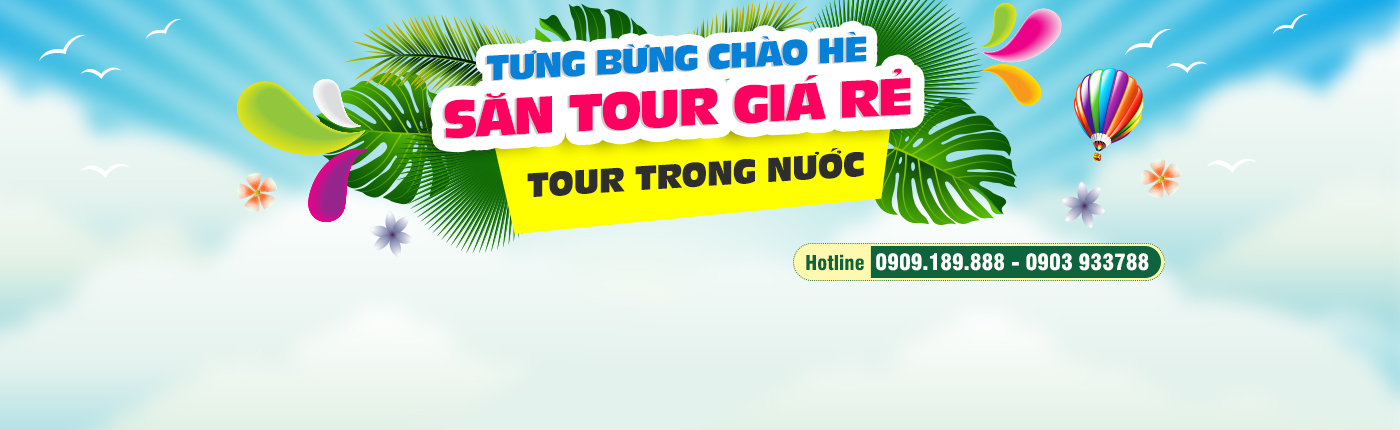 TƯNG BỪNG CHÀO HÈ
SĂN TOUR GIÁ RẺ
TOUR TRONG NƯỚC
Hotline 0909.189.888 - 0903 933788